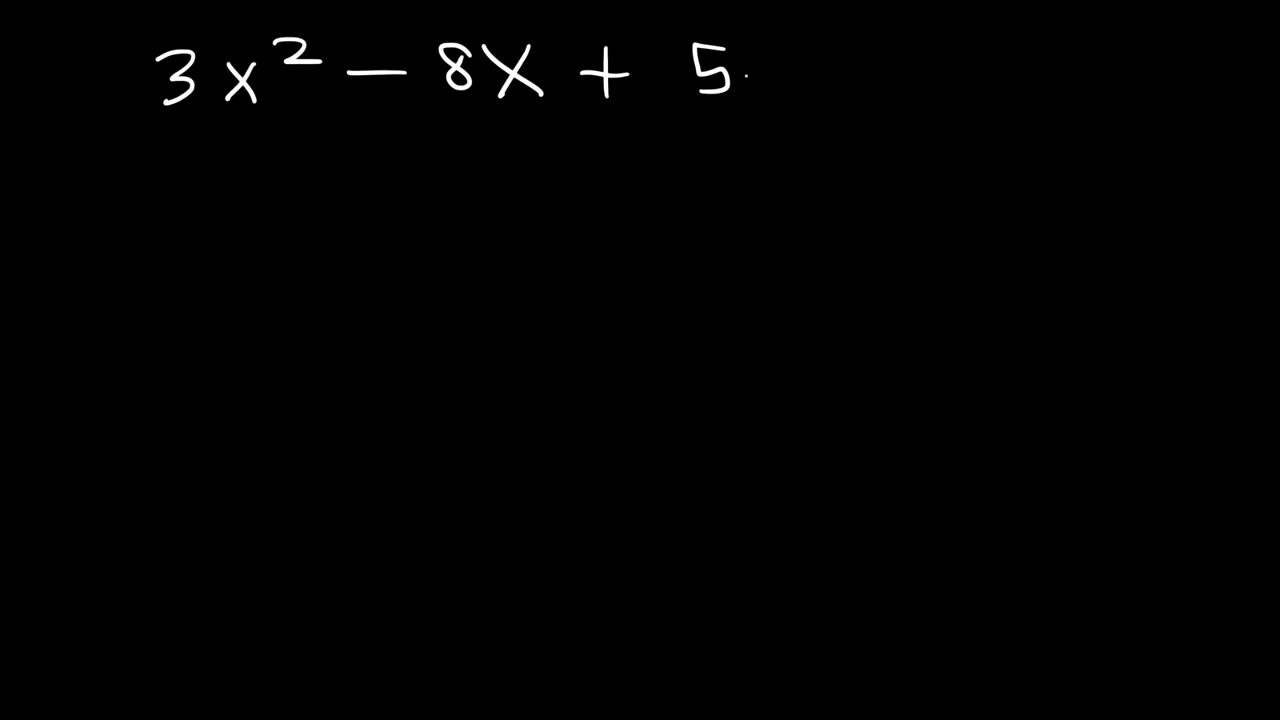 3x² − 8x + 5